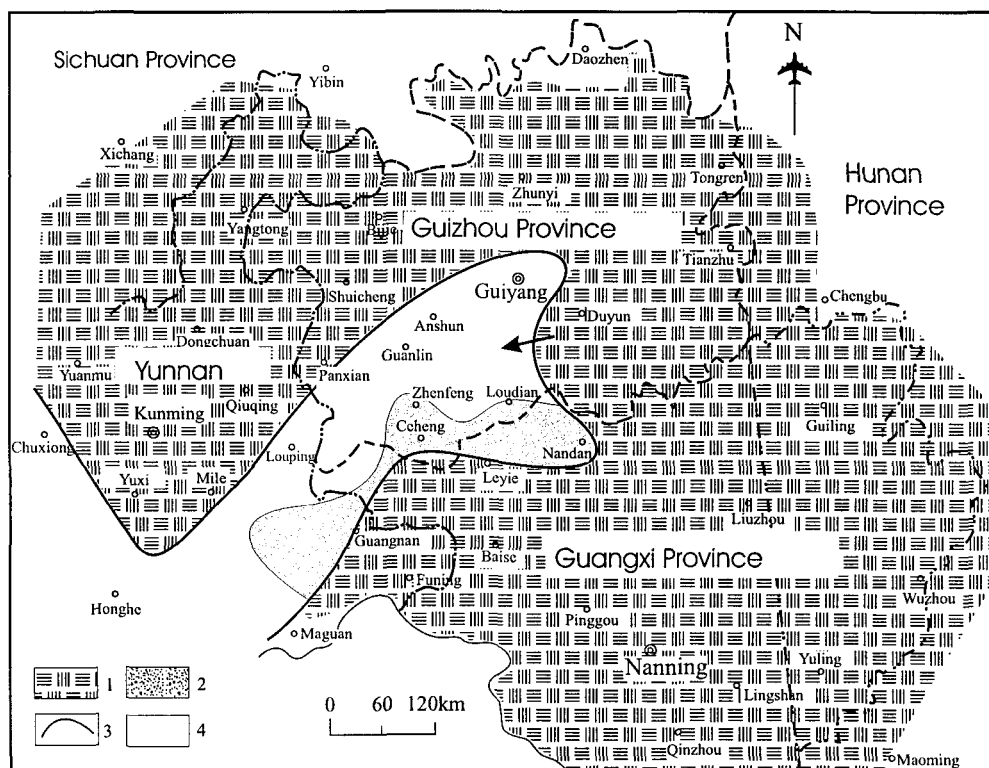 Sichuan Province
Yibin
Daozhen
N
Xichang
Tongren
Hunan
Province
Zhunyi
Yangtong
Bijie
Guizhou Province
Tianzhu
Shuicheng
Guiyang
Chengbu
Anshun
Duyun
Dongchuan
Guanlin
Yuanmu
Yunnan
Panxian
Qiuqing
Zhenfeng
Loudian
Kunming
Guiling
Chuxiong
Louping
Ccheng
Nandan
Leyie
Yuxi
Mile
Liuzhou
Guangnan
Baise
Guangxi Province
Funing
Wuzhou
Honghe
Pinggou
Maguan
Nanning
Yuling
1
2
Lingshan
0 60 120km
3
4
Qinzhou
Maoming